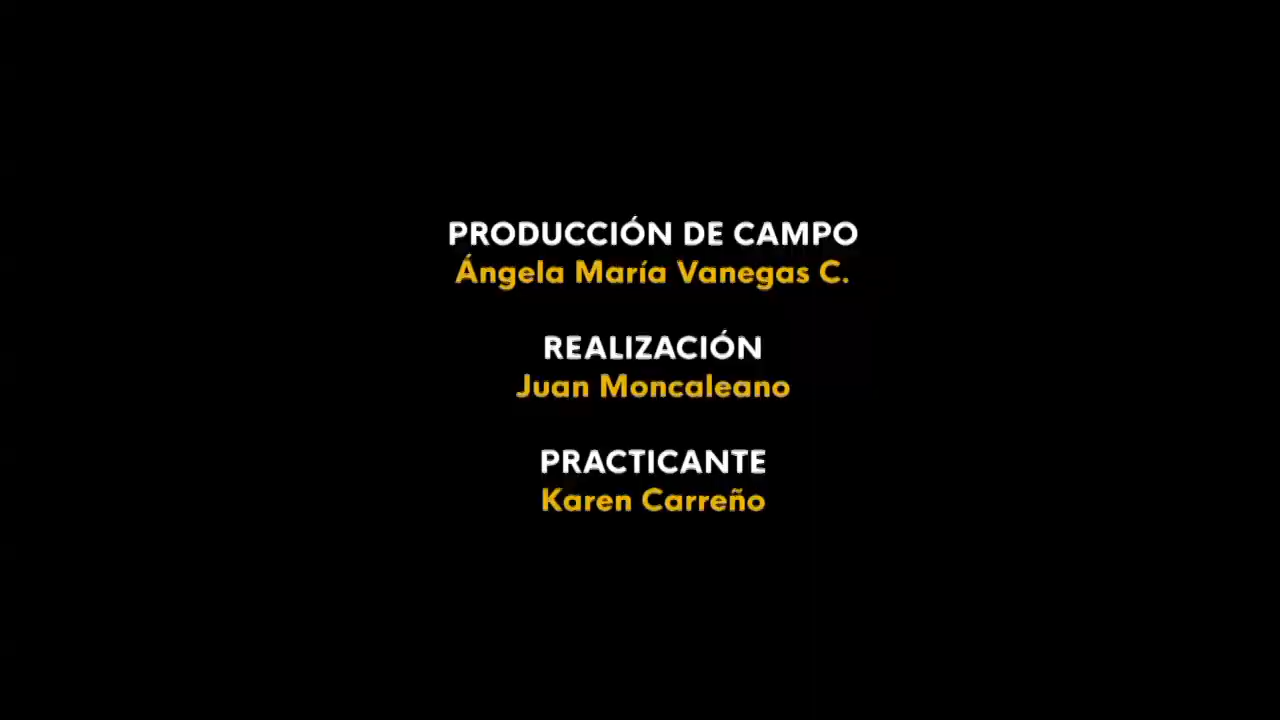 PRODUCCIÓN DE CAMPO
Ángela María Vanegas C.
REALIZACIÓN
Juan Moncaleano
PRACTICANTE
Karen Carreño